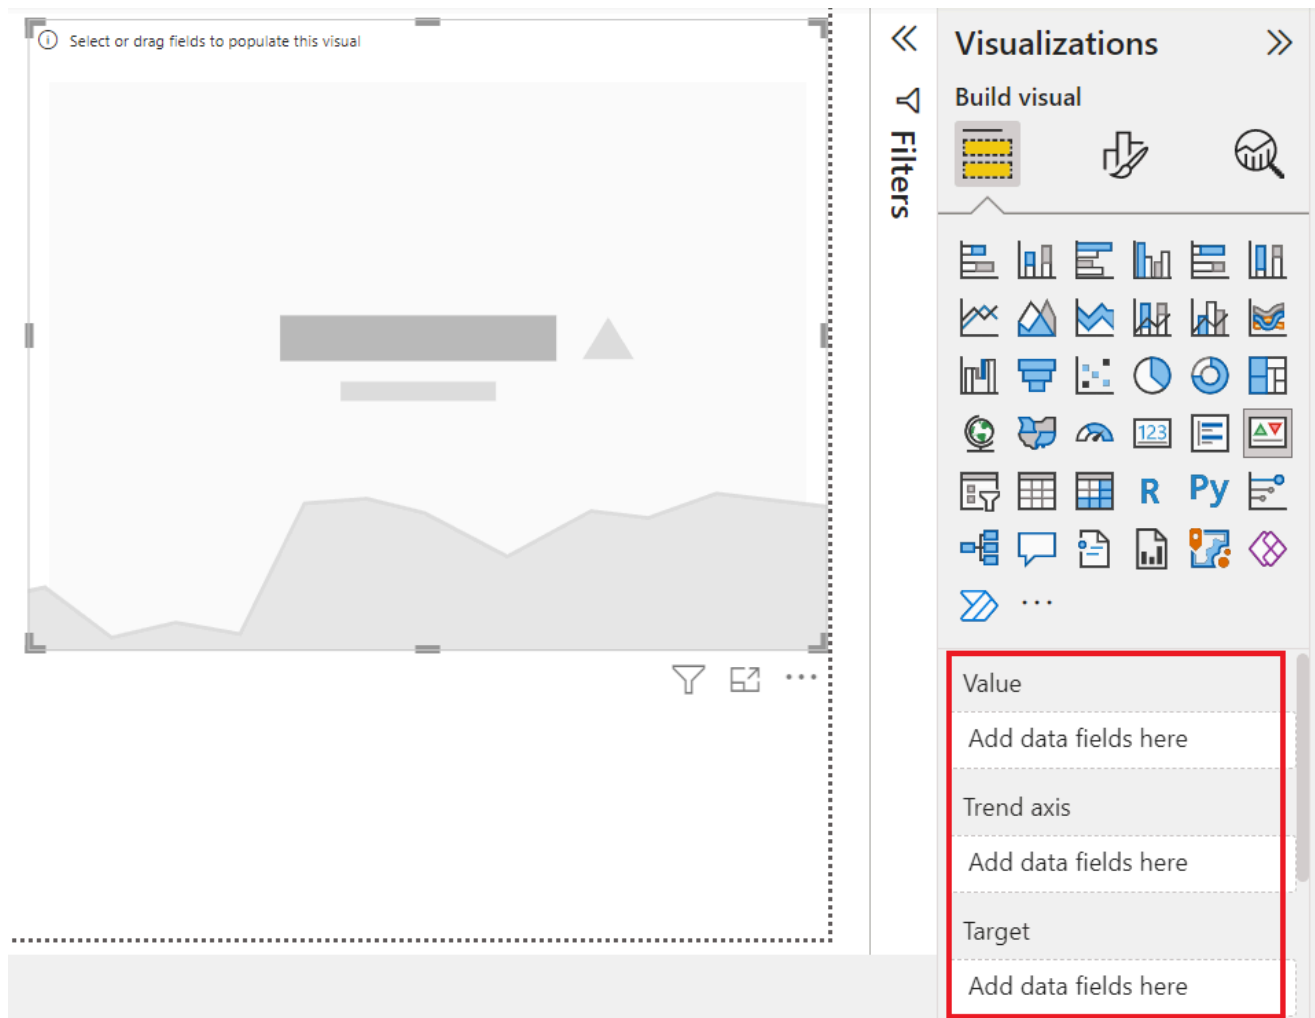 Select or drag fields to populate this visual
Filters
Visualizations
Build visual
123
R
Py
Value
Add data fields here
Trend axis
Add data fields here
Target
Add data fields here